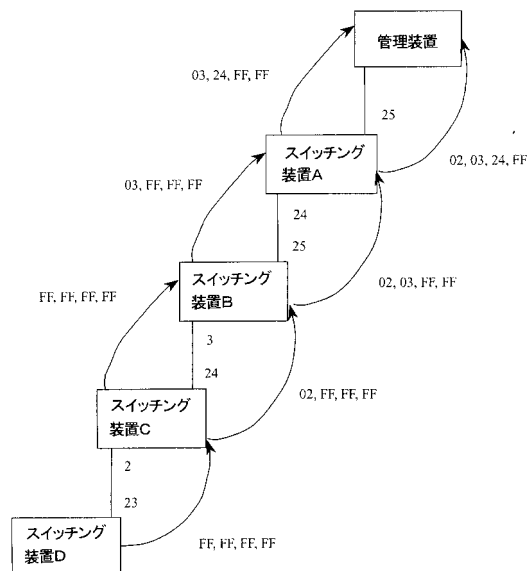 管理装置
03, 24, FF, FF
25
スイッチング
装置A
02, 03, 24, FF
03, FF, FF, FF
24
25
スイッチング
装置B
02, 03, FF, FF
FF, FF, FF, FF
3
24
02, FF, FF, FF
スイッチング
装置C
2
23
スイッチング
装置D
FF, FF, FF, FF